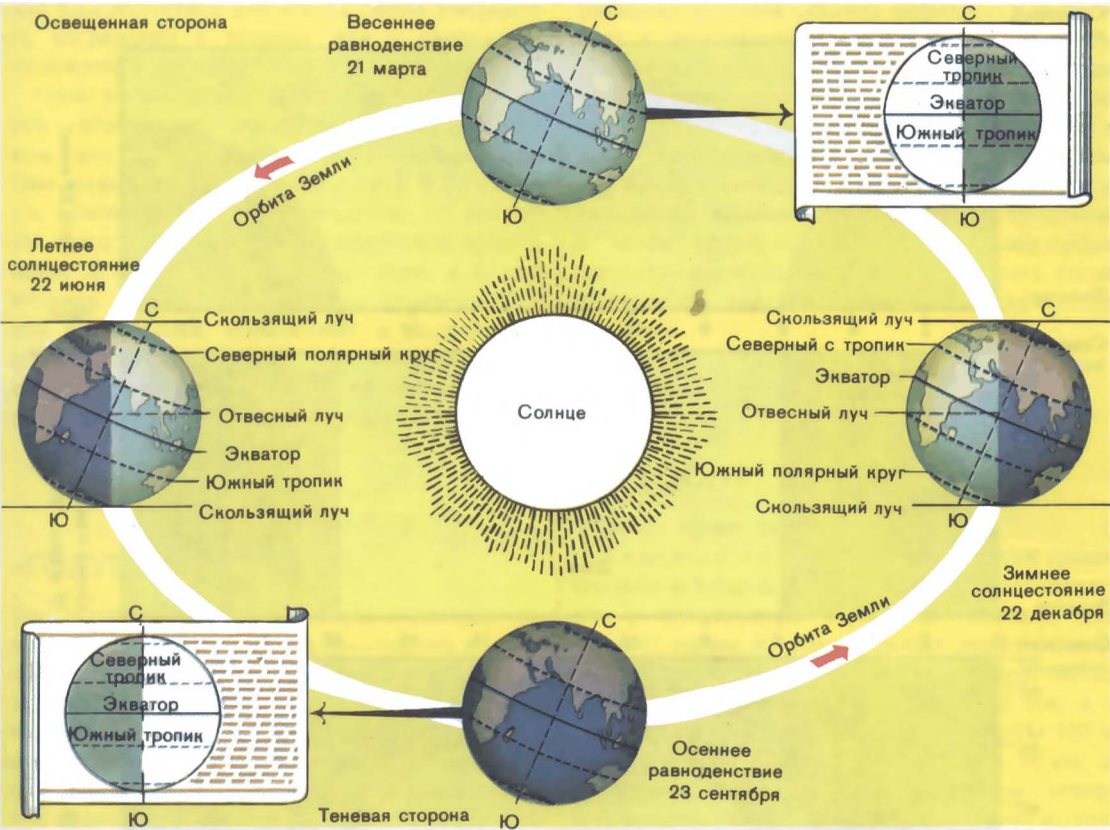 Освещенная сторона
Весеннее
равноденствие
21 марта
С
Ю
С
Северный
тропик
Экватор
Южный тропик
Ю
Орбита Земли
Летнее
солнцестояние
22 июня
С
Скользящий луч
Северный полярный круг
Отвесный луч
Экватор
Южный тропик
Скользящий луч
Ю
Солнце
Скользящий луч
С
Северный с тропик
Экватор
Отвесный луч
Южный полярный круг
Скользящий луч
Ю
Зимнее
солнцестояние
22 декабря
Орбита Земли
С
Северный
тропик
Экватор
Южный тропик
Ю
С
Ю
Осеннее
равноденствие
23 сентября
Теневая сторона